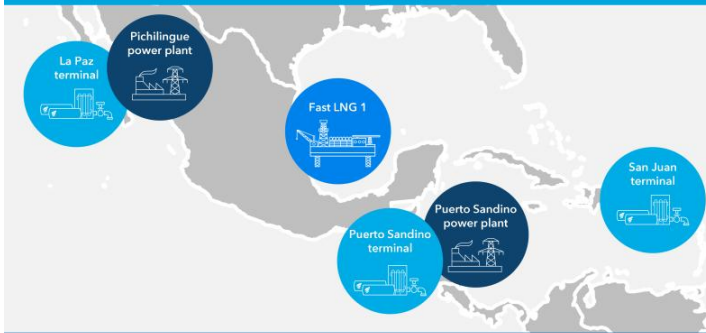 Pichilingue
power plant
La Paz
terminal
Fast LNG 1
San Juan
terminal
Puerto Sandino
power plant
Puerto Sandino
terminal